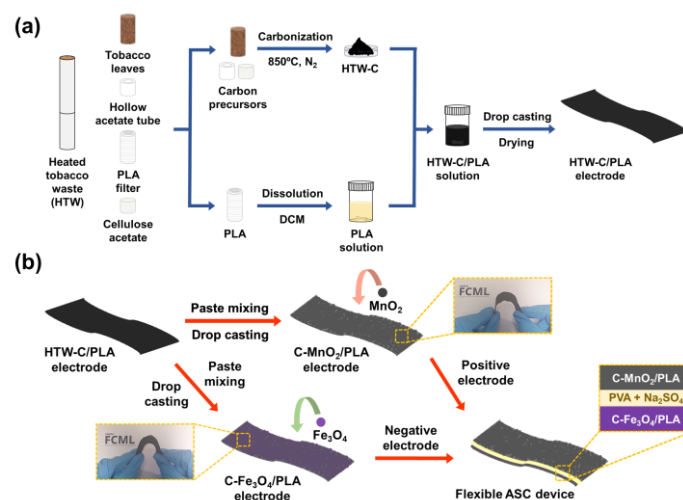 (a)
Tobacco
leaves
Hollow
acetate tube
PLA
filter
Cellulose
acetate
Heated
tobacco
waste
(HTW)
Carbonization
850ºC, N₂
Carbon
precursors
HTW-C
PLA
Dissolution
DCM
PLA
solution
HTW-C/PLA
solution
Drop casting
Drying
HTW-C/PLA
electrode
(b)
HTW-C/PLA
electrode
Paste mixing
Drop casting
MnO₂
C-MnO₂/PLA
electrode
FCML
Paste
mixing
Drop
casting
FCML
Fe₃O₄
C-Fe₃O₄/PLA
electrode
Positive
electrode
Negative
electrode
C-MnO₂/PLA
PVA + Na₂SO₄
C-Fe₃O₄/PLA
Flexible ASC device